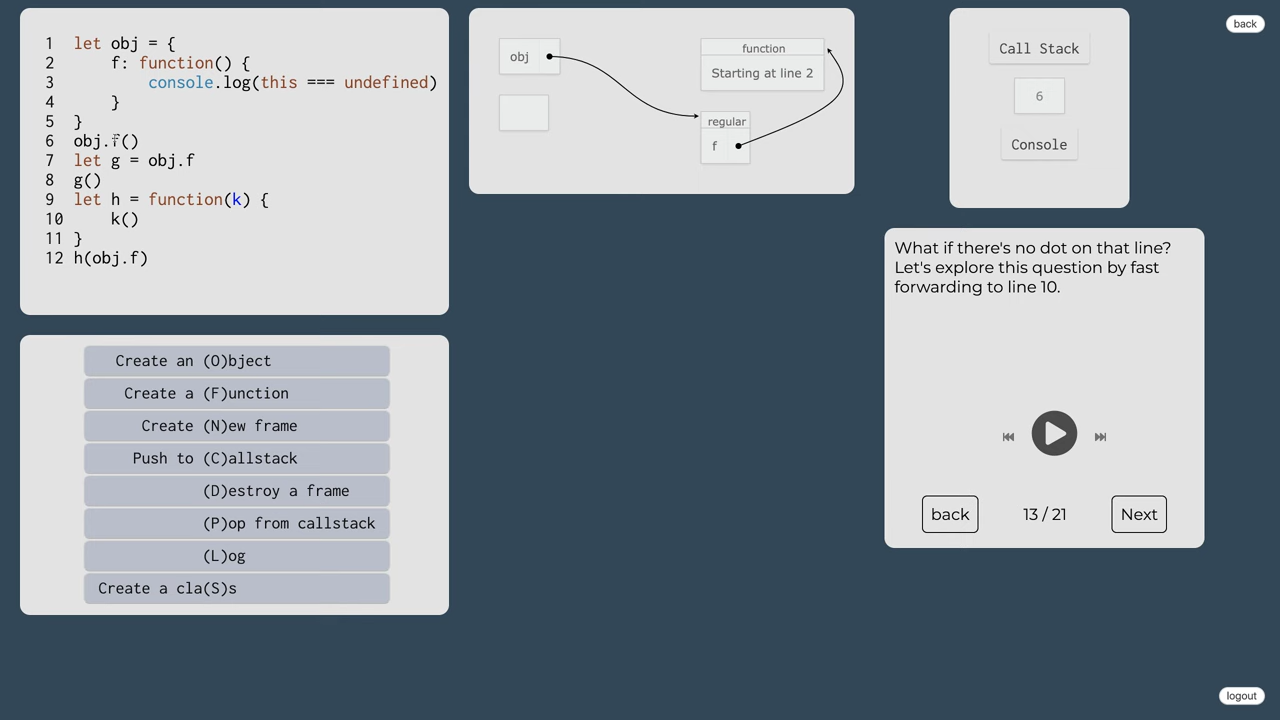 1 let obj = {
2     f: function() {
3         console.log(this === undefined)
4     }
5 }
6 obj.f()
7 let g = obj.f
8 g()
9 let h = function(k) {
10     k()
11 }
12 h(obj.f)
Create an (O)bject
Create a (F)unction
Create (N)ew frame
Push to (C)allstack
(D)estroy a frame
(P)op from callstack
(L)og
Create a cla(S)s
obj
function
Starting at line 2
regular
f
Call Stack
6
Console
back
What if there's no dot on that line?
Let's explore this question by fast
forwarding to line 10.
back
13 / 21
Next
logout